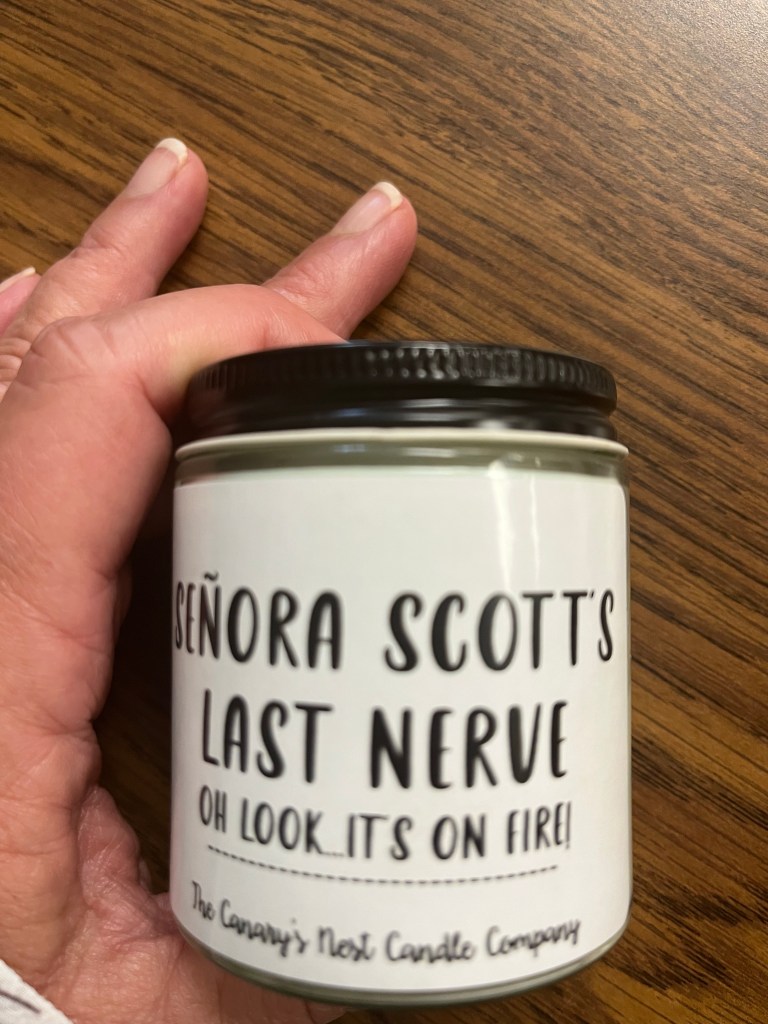 SEÑORA SCOTT'S
LAST NERVE
OH LOOK...IT'S ON FIRE!
The Canary's Nest Candle Company